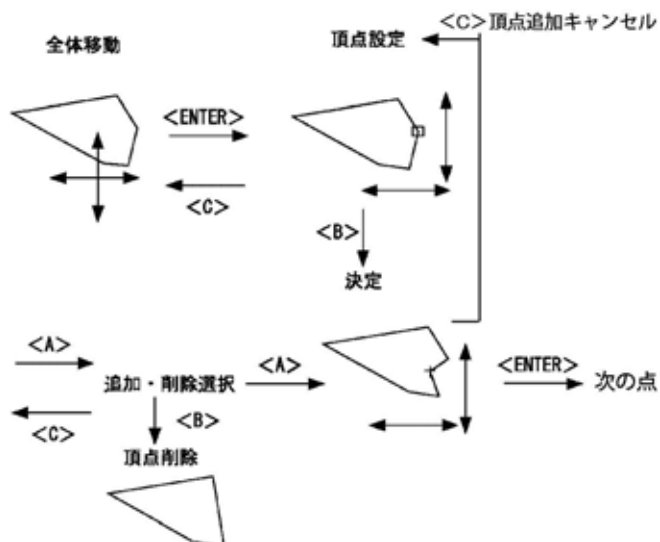 <C>頂点追加キャンセル
全体移動
頂点設定
<ENTER>
<C>
<B>
決定
<A>
追加・削除選択
<A>
<ENTER>
次の点
<C>
<B>
頂点削除